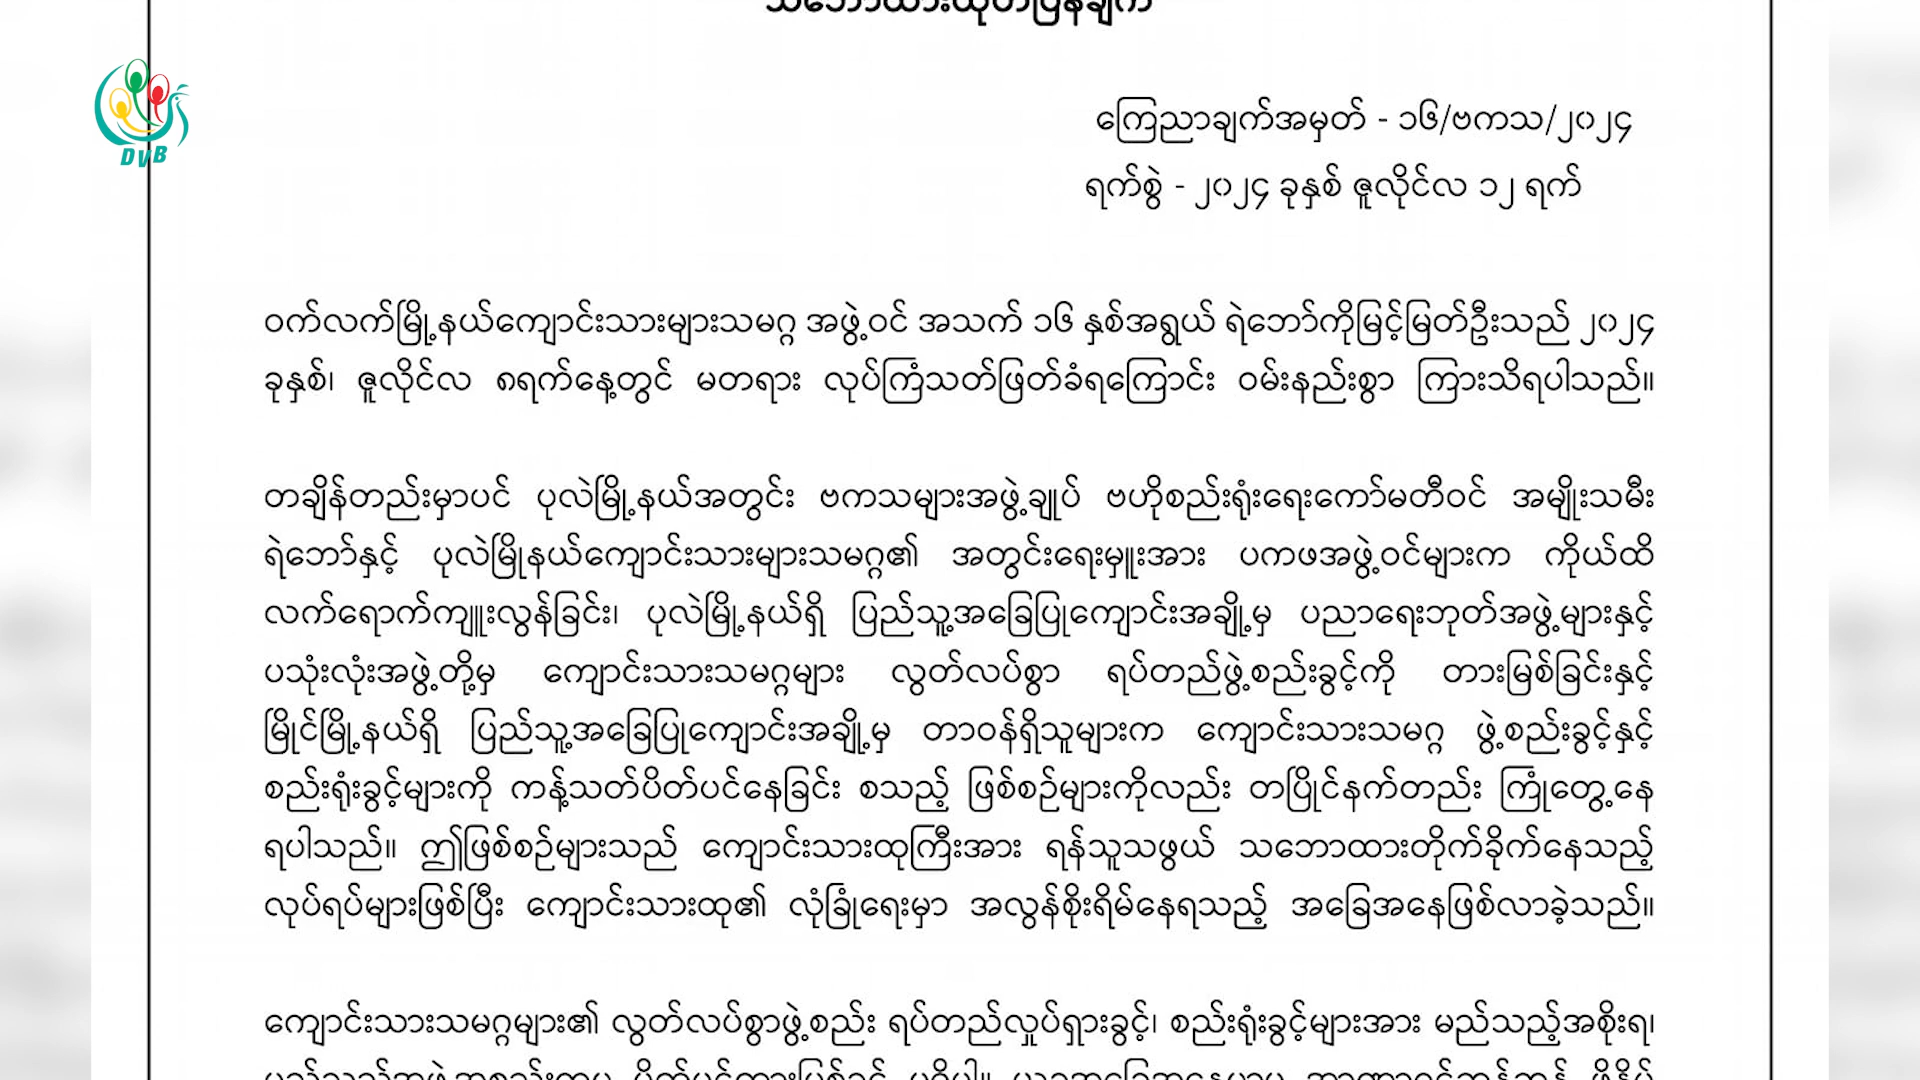 သဘောထားထုတ်ပြန်ချက်
DVB
ကြေညာချက်အမှတ် - ၁၆/ဗကသ/၂၀၂၄
ရက်စွဲ - ၂၀၂၄ ခုနှစ် ဇူလိုင်လ ၁၂ ရက်
ဝက်လက်မြို့နယ်ကျောင်းသားများသမဂ္ဂ အဖွဲ့ဝင် အသက် ၁၆ နှစ်အရွယ် ရဲဘော်ကိုမြင့်မြတ်ဦးသည် ၂၀၂၄
ခုနှစ်၊ ဇူလိုင်လ ၈ရက်နေ့တွင် မတရား လုပ်ကြံသတ်ဖြတ်ခံရကြောင်း ဝမ်းနည်းစွာ ကြားသိရပါသည်။
တချိန်တည်းမှာပင် ပုလဲမြို့နယ်အတွင်း ဗကသများအဖွဲ့ချုပ် ဗဟိုစည်းရုံးရေးကော်မတီဝင် အမျိုးသမီး
ရဲဘော်နှင့် ပုလဲမြိုနယ်ကျောင်းသားများသမဂ္ဂ၏ အတွင်းရေးမှူးအား ပကဖအဖွဲ့ဝင်များက ကိုယ်ထိ
လက်ရောက်ကျူးလွန်ခြင်း၊ ပုလဲမြို့နယ်ရှိ ပြည်သူ့အခြေပြုကျောင်းအချို့မှ ပညာရေးဘုတ်အဖွဲ့များနှင့်
ပသုံးလုံးအဖွဲ့တို့မှ ကျောင်းသားသမဂ္ဂများ လွတ်လပ်စွာ ရပ်တည်ဖွဲ့စည်းခွင့်ကို တားမြစ်ခြင်းနှင့်
မြိုင်မြို့နယ်ရှိ ပြည်သူ့အခြေပြုကျောင်းအချို့မှ တာဝန်ရှိသူများက ကျောင်းသားသမဂ္ဂ ဖွဲ့စည်းခွင့်နှင့်
စည်းရုံးခွင့်များကို ကန့်သတ်ပိတ်ပင်နေခြင်း စသည့် ဖြစ်စဉ်များကိုလည်း တပြိုင်နက်တည်း ကြုံတွေ့နေ
ရပါသည်။ ဤဖြစ်စဉ်များသည် ကျောင်းသားထုကြီးအား ရန်သူသဖွယ် သဘောထားတိုက်ခိုက်နေသည့်
လုပ်ရပ်များဖြစ်ပြီး ကျောင်းသားထု၏ လုံခြုံရေးမှာ အလွန်စိုးရိမ်နေရသည့် အခြေအနေဖြစ်လာခဲ့သည်။
ကျောင်းသားသမဂ္ဂများ၏ လွတ်လပ်စွာဖွဲ့စည်း ရပ်တည်လှုပ်ရှားခွင့်၊ စည်းရုံးခွင့်များအား မည်သည့်အစိုးရ၊